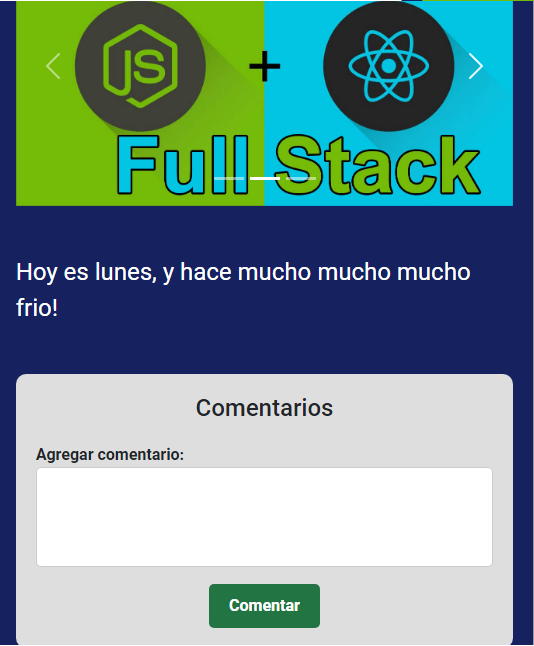 JS +
Full Stack
Hoy es lunes, y hace mucho mucho mucho
frio!
Comentarios
Agregar comentario:
Comentar